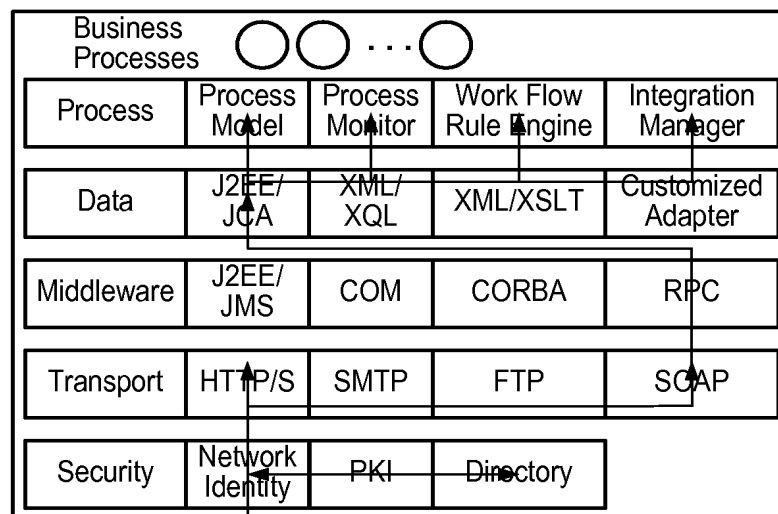 Business
Processes
. . .
Process
Process
Model
Process
Monitor
Work Flow
Rule Engine
Integration
Manager
Data
J2EE/
JCA
XML/
XQL
XML/XSLT
Customized
Adapter
Middleware
J2EE/
JMS
COM
CORBA
RPC
Transport
HTTP/S
SMTP
FTP
SOAP
Security
Network
Identity
PKI
Directory